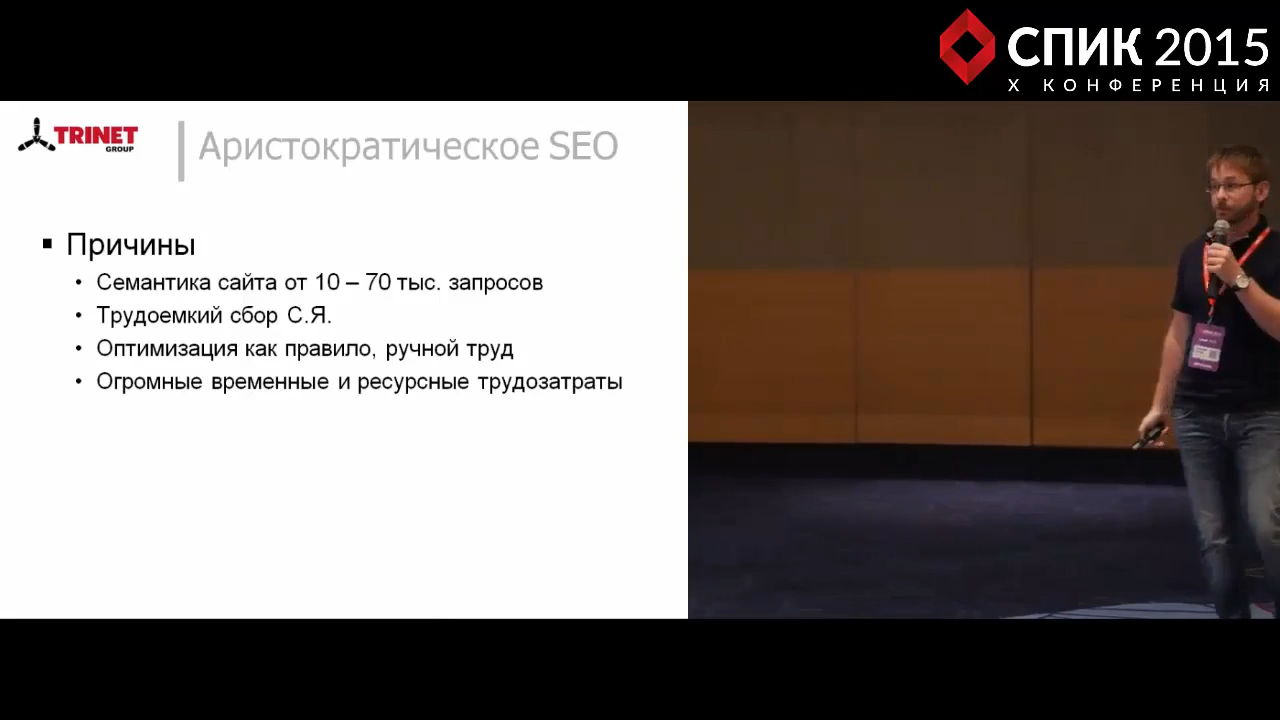 СПИК 2015
X КОНФЕРЕНЦИЯ
TRINET
GROUP
Аристократическое SEO
Причины
Семантика сайта от 10 – 70 тыс. запросов
Трудоемкий сбор С.Я.
Оптимизация как правило, ручной труд
Огромные временные и ресурсные трудозатраты